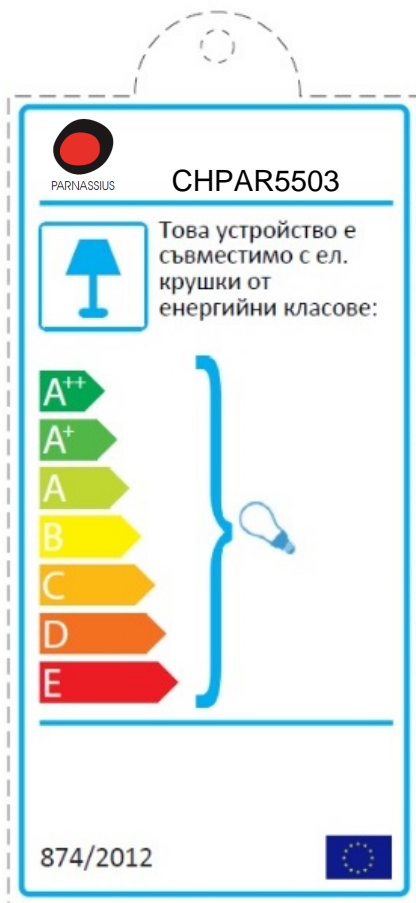 PARNASSIUS
CHPAR5503
Това устройство е
съвместимо с ел.
крушки от
енергийни класове:
A++
A+
A
B
C
D
E
874/2012